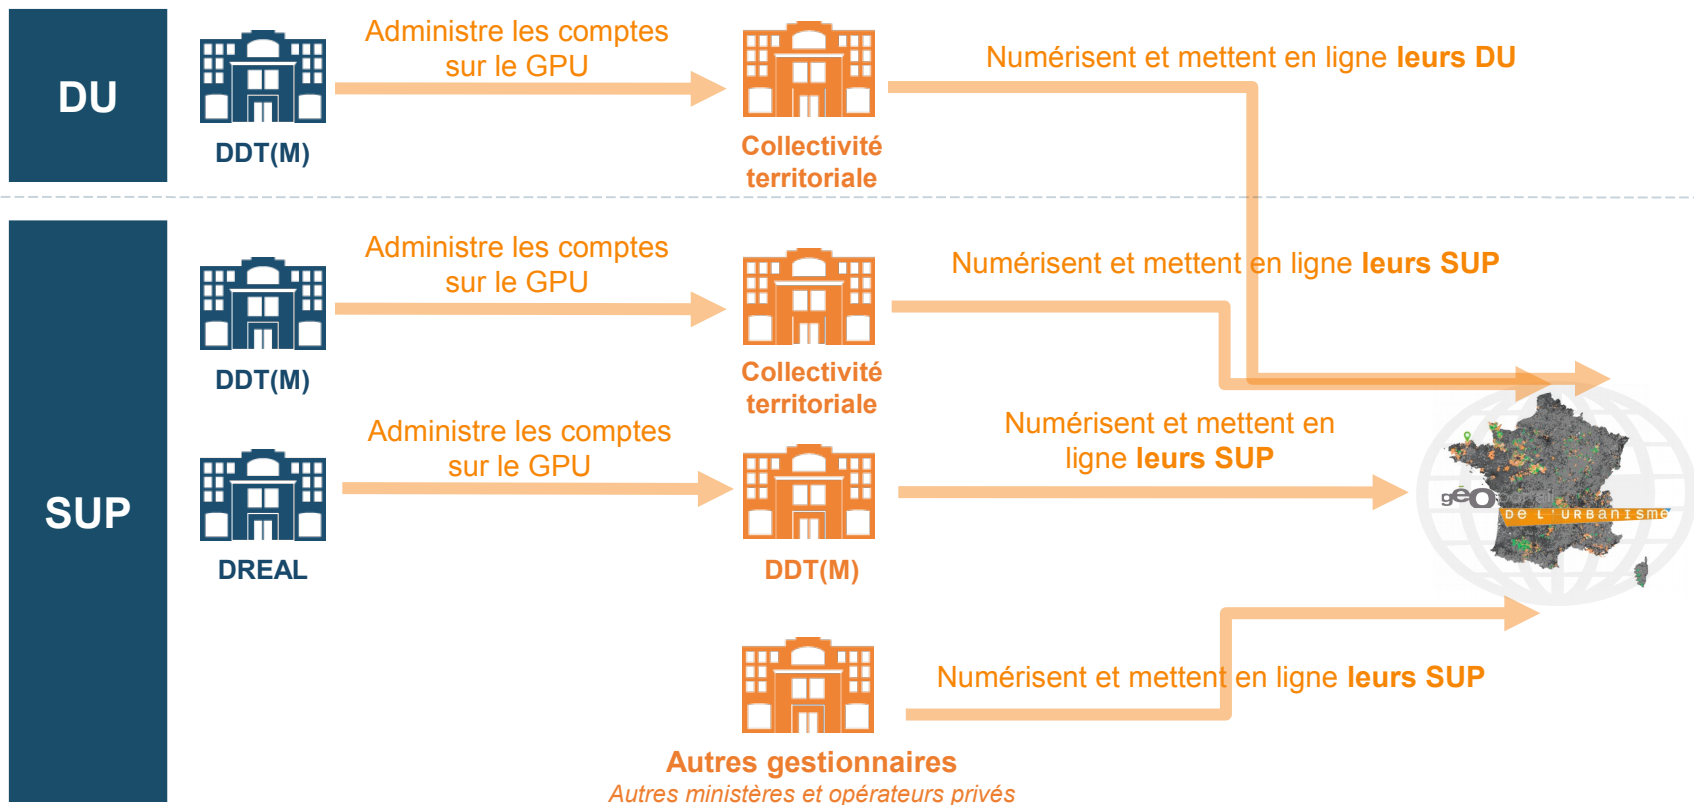 DU
Administre les comptes
sur le GPU
DDT(M)
Collectivité
territoriale
Numérisent et mettent en ligne leurs DU
SUP
Administre les comptes
sur le GPU
DDT(M)
Collectivité
territoriale
Numérisent et mettent en ligne leurs SUP
Administre les comptes
sur le GPU
DREAL
DDT(M)
Numérisent et mettent en
ligne leurs SUP
géoportail
De L'URBanisme
Autres gestionnaires
Autres ministères et opérateurs privés
Numérisent et mettent en ligne leurs SUP